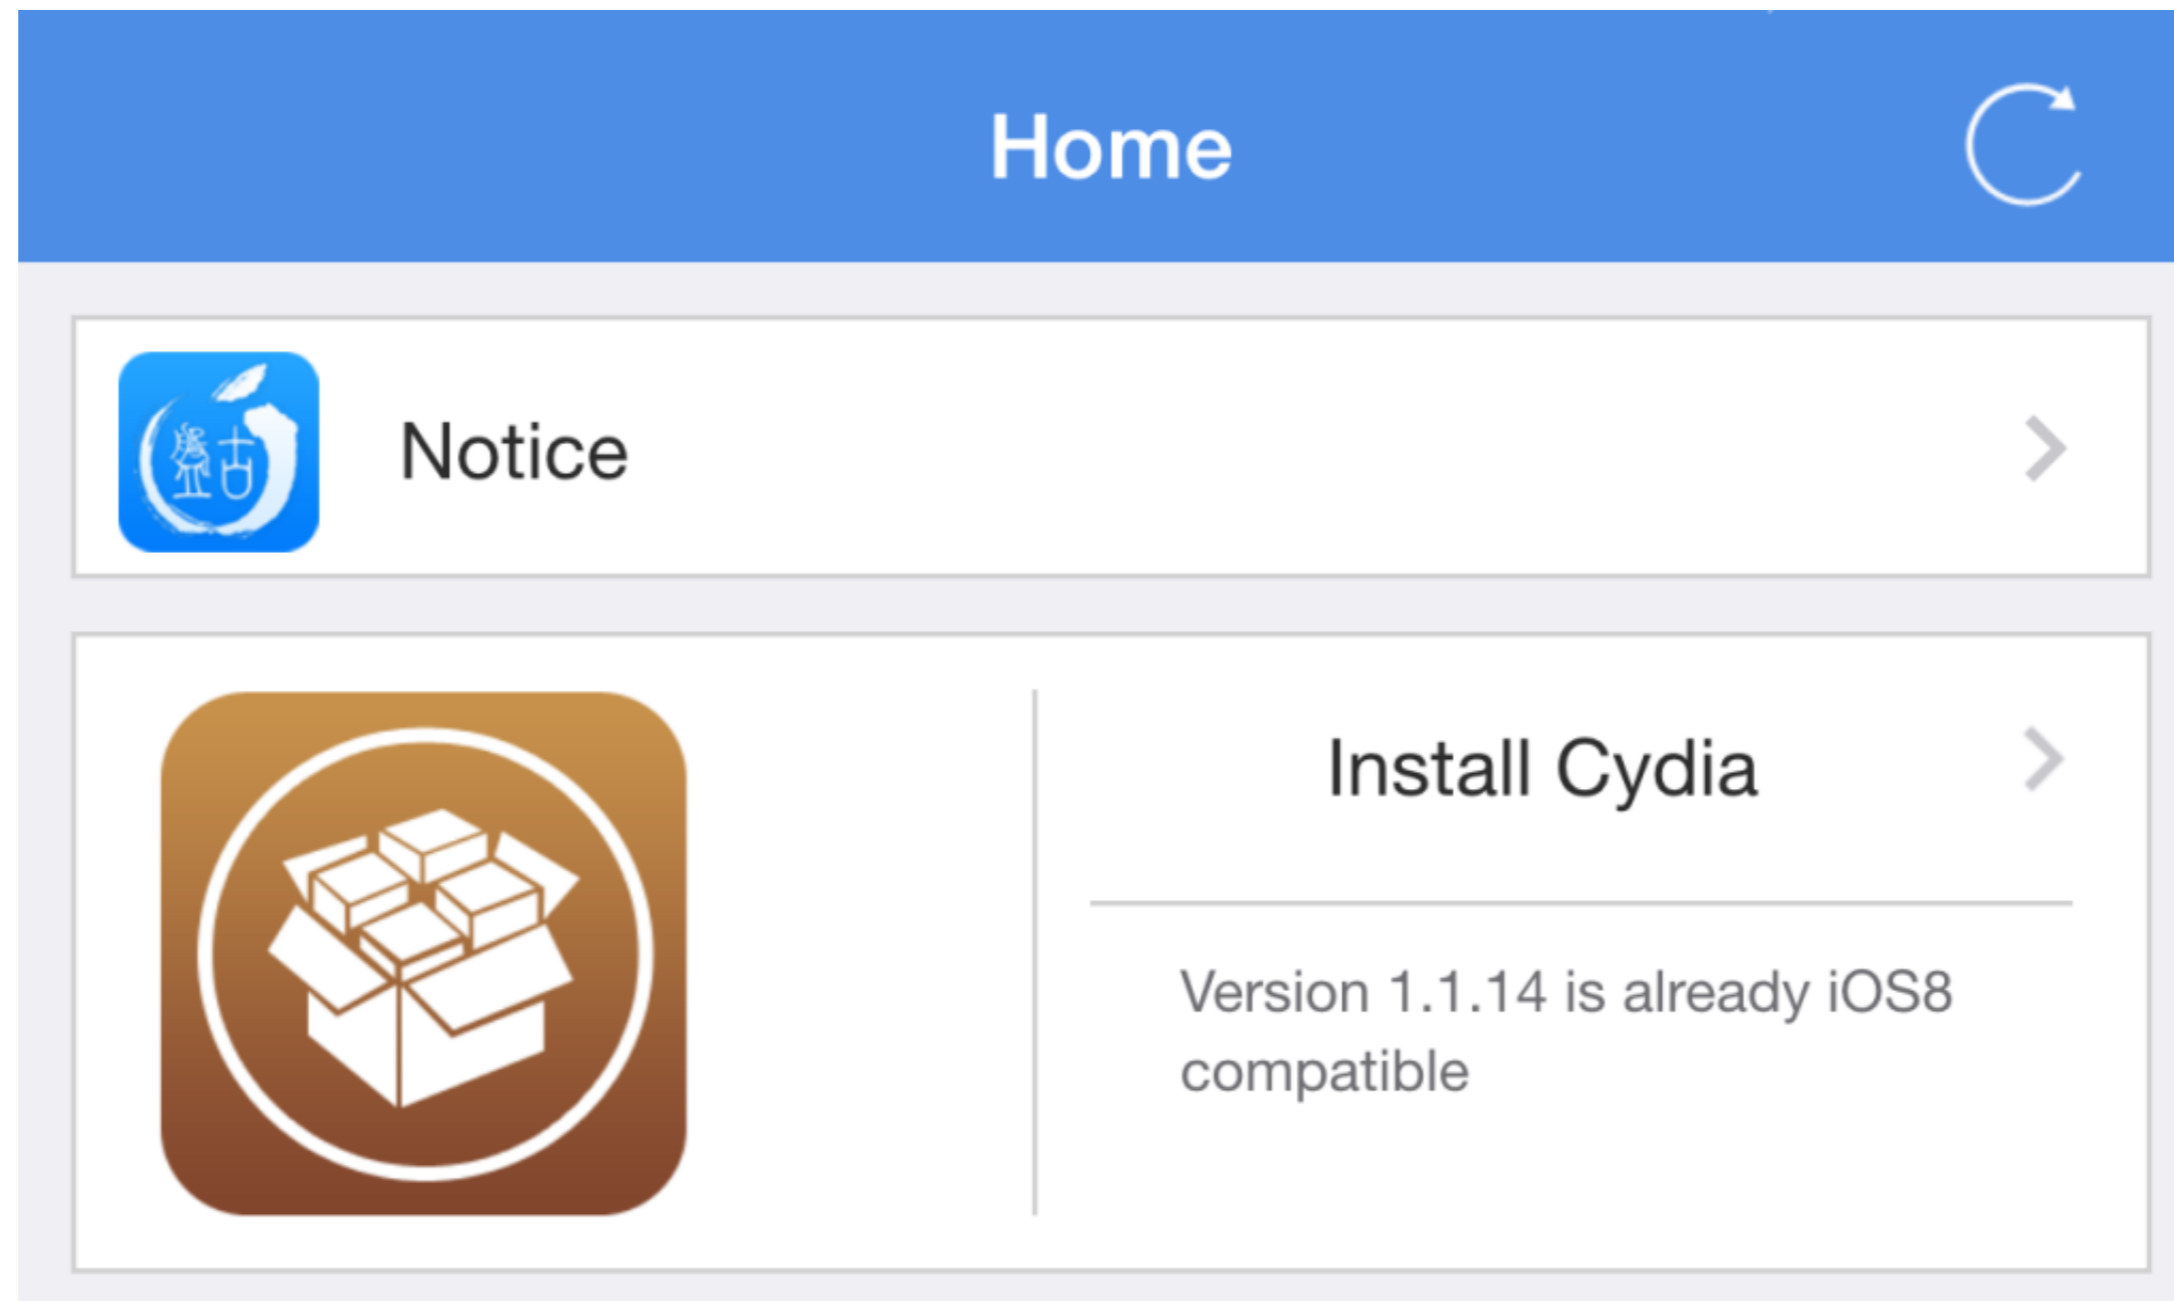 Home
Notice
Install Cydia
Version 1.1.14 is already iOS8
compatible